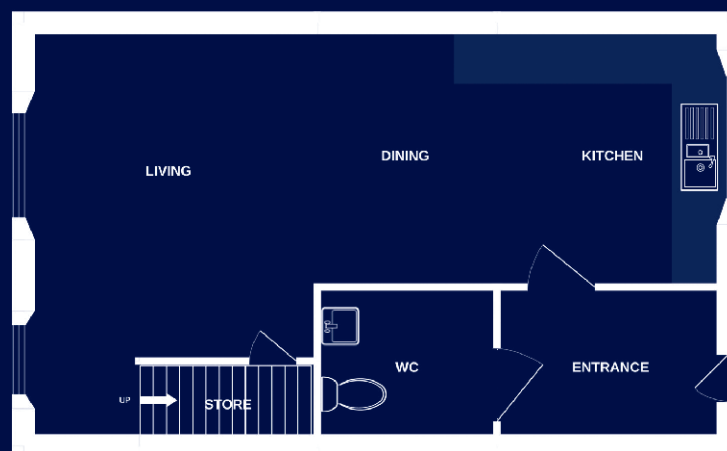 LIVING
DINING
KITCHEN
WC
ENTRANCE
UP
STORE